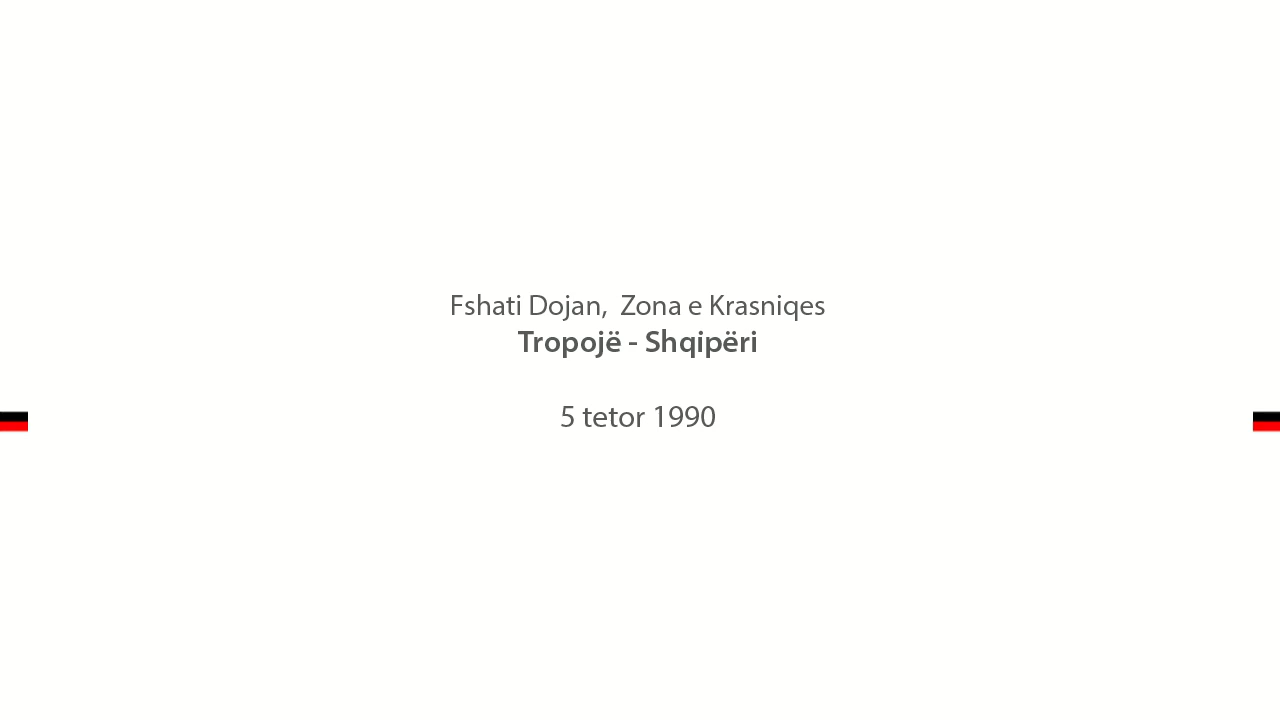 Fshati Dojan,  Zona e Krasniqes
Tropojë - Shqipëri
5 tetor 1990